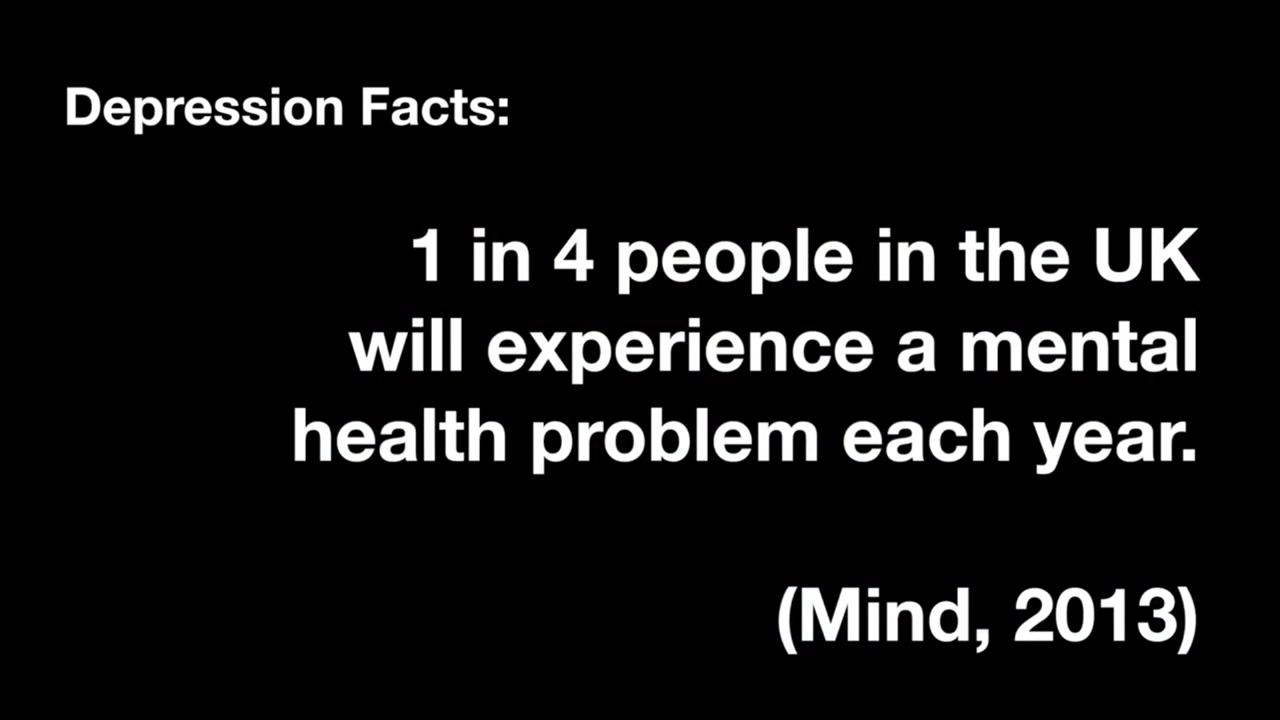 Depression Facts:
1 in 4 people in the UK
will experience a mental
health problem each year.
(Mind, 2013)